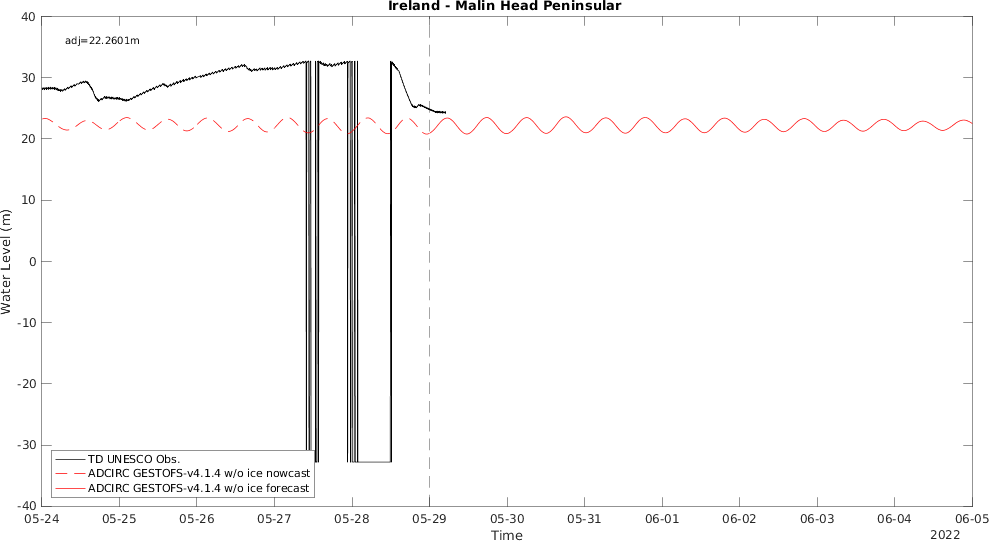 Ireland - Malin Head Peninsular
adj=22.2601m
40
30
20
10
0
-10
-20
-30
-40
Water Level (m)
TD UNESCO Obs.
ADCIRC GESTOFS-v4.1.4 w/o ice nowcast
ADCIRC GESTOFS-v4.1.4 w/o ice forecast
05-24 05-25 05-26 05-27 05-28 05-29 05-30 05-31 06-01 06-02 06-03 06-04 06-05
Time
2022